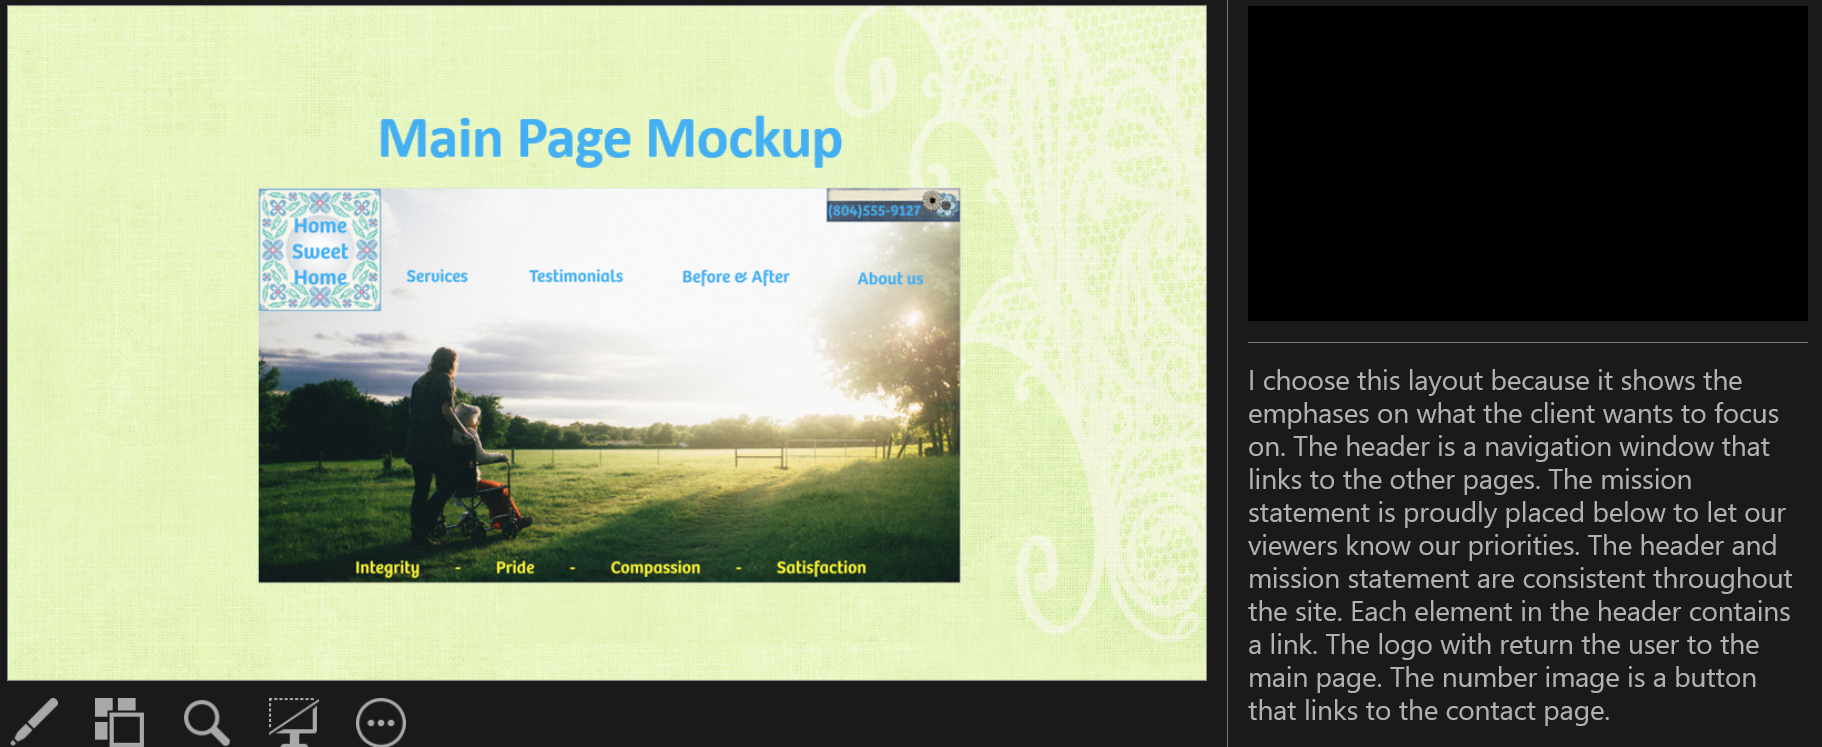 Main Page Mockup
Home
Sweet
Home
(804)555-9127
Services Testimonials Before & After About us
Integrity - Pride - Compassion - Satisfaction
I choose this layout because it shows the
emphases on what the client wants to focus
on. The header is a navigation window that
links to the other pages. The mission
statement is proudly placed below to let our
viewers know our priorities. The header and
mission statement are consistent throughout
the site. Each element in the header contains
a link. The logo with return the user to the
main page. The number image is a button
that links to the contact page.